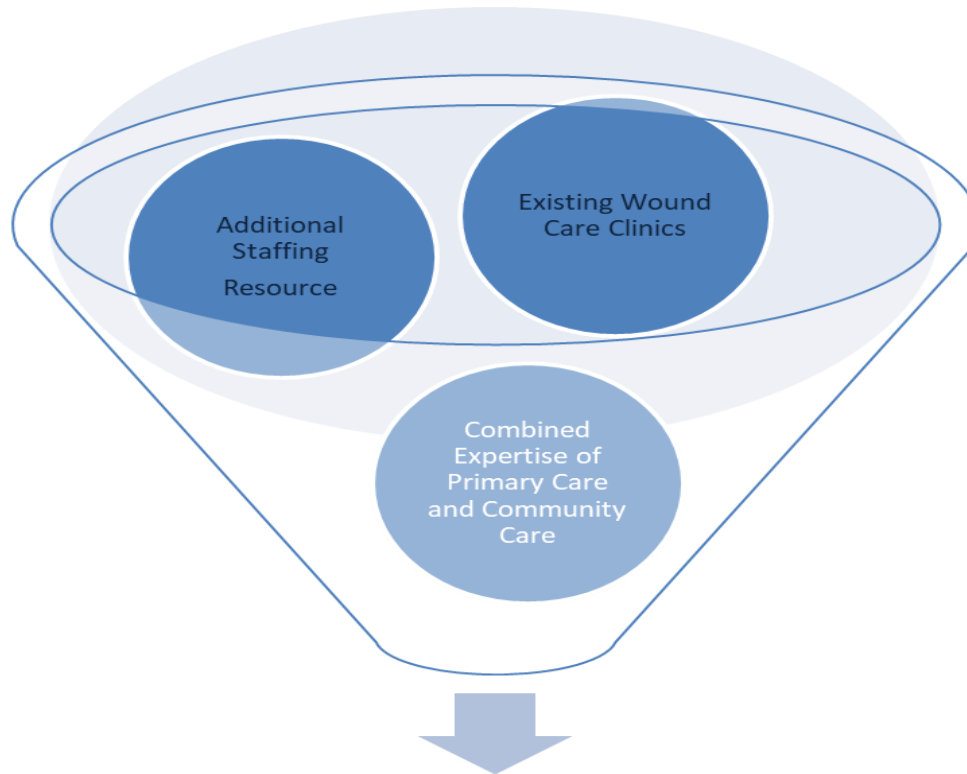 Additional
Staffing
Resource
Existing Wound
Care Clinics
Combined
Expertise of
Primary Care
and Community
Care